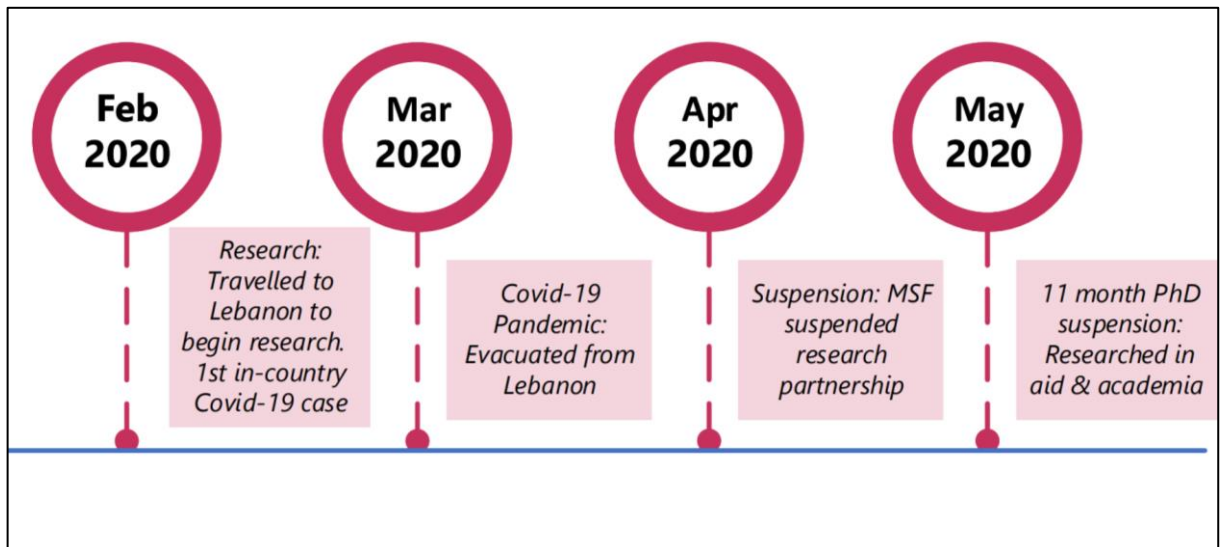 Feb
2020
Research:
Travelled to
Lebanon to
begin research.
1st in-country
Covid-19 case
Mar
2020
Covid-19
Pandemic:
Evacuated from
Lebanon
Apr
2020
Suspension: MSF
suspended
research
partnership
May
2020
11 month PhD
suspension:
Researched in
aid & academia